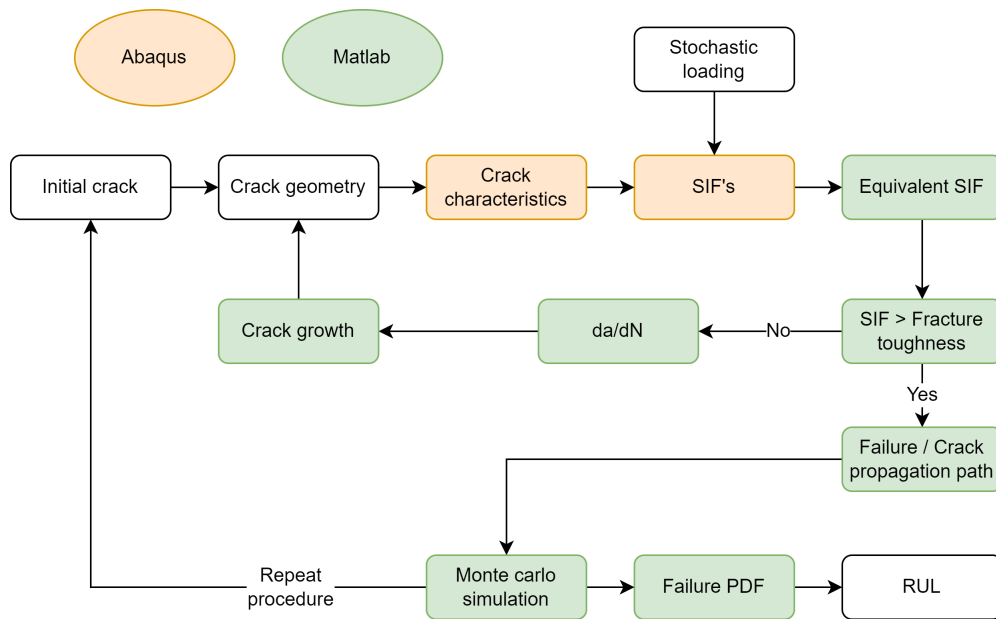 Abaqus
Matlab
Stochastic
loading
Initial crack
Crack geometry
Crack
characteristics
SIF's
Equivalent SIF
Crack growth
da/dN
No
SIF > Fracture
toughness
Yes
Failure / Crack
propagation path
Repeat
procedure
Monte carlo
simulation
Failure PDF
RUL